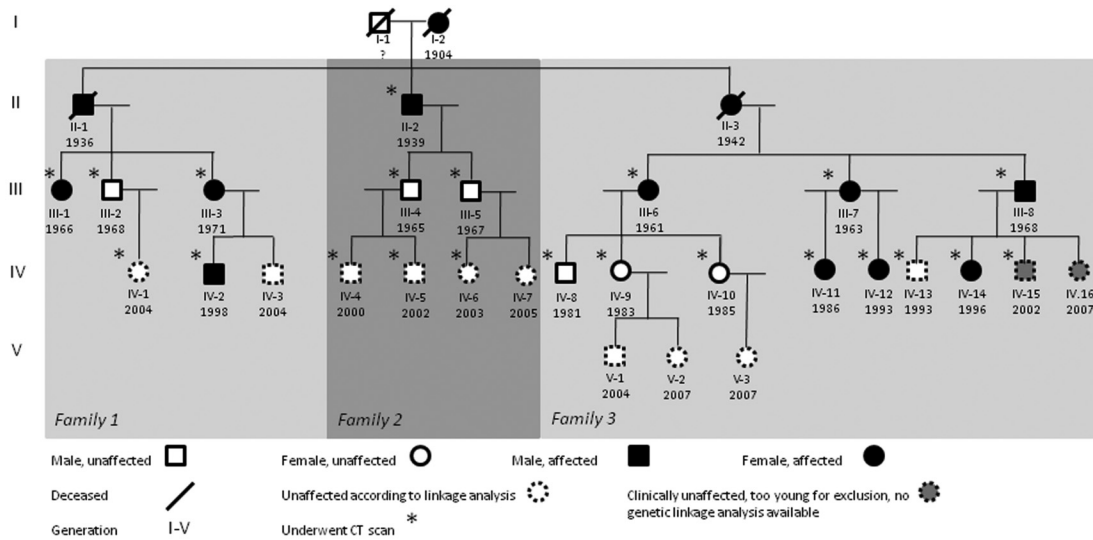 I
I-1
I-2
?
1904
* * * * * * * * * * * * * * * * * * * * * * * *
II
II-1
II-2
II-3
1936
1939
1942
III
III-1
III-2
III-3
III-4
III-5
III-6
III-7
III-8
1966
1968
1971
1965
1967
1961
1963
1968
IV
IV-1
IV-2
IV-3
IV-4
IV-5
IV-6
IV-7
IV-8
IV-9
IV-10
IV-11
IV-12
IV-13
IV-14
IV-15
IV.16
2004
1998
2004
2000
2002
2003
2005
1981
1983
1985
1986
1993
1993
1996
2002
2007
V
V-1
V-2
V-3
2004
2007
2007
Family 1
Family 2
Family 3
Male, unaffected
Female, unaffected
Male, affected
Female, affected
Deceased
Unaffected according to linkage analysis
Clinically unaffected, too young for exclusion, no
genetic linkage analysis available
Generation I-V
Underwent CT scan *